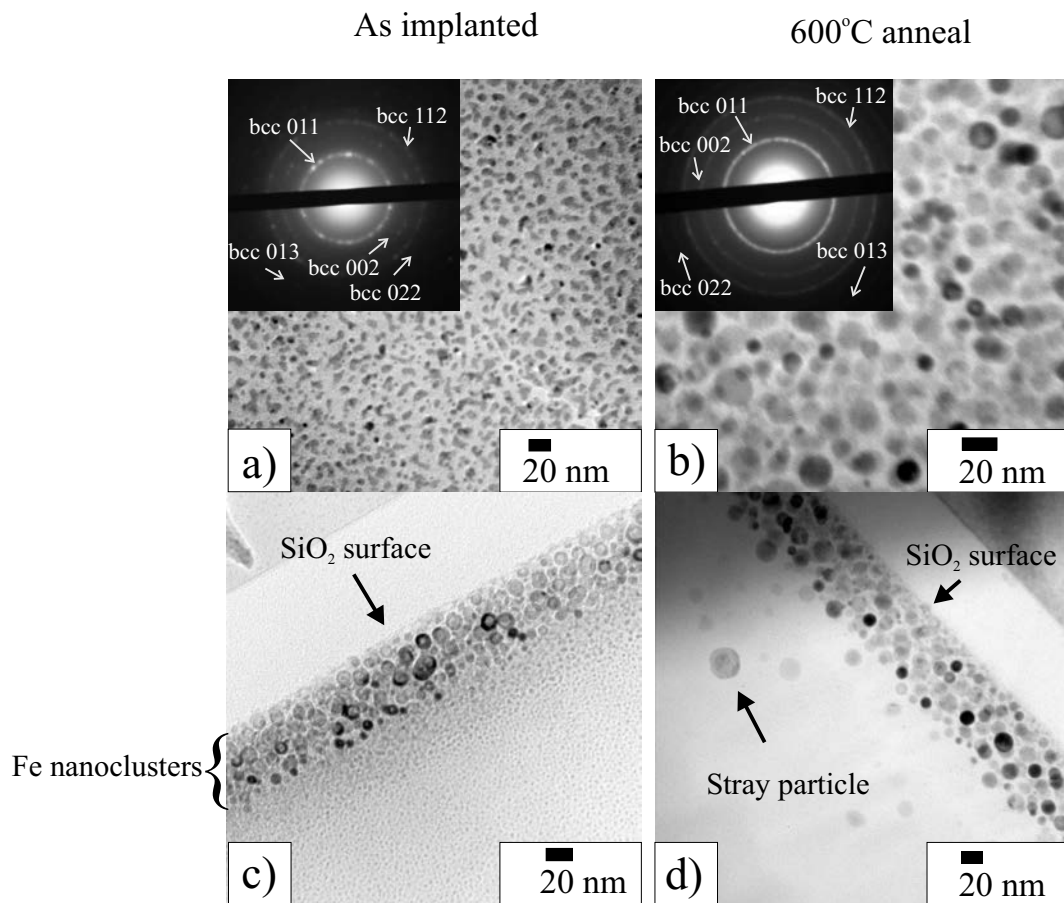 As implanted
600°C anneal
bcc 011
bcc 112
bcc 013
bcc 002
bcc 022
a)
20 nm
bcc 011
bcc 112
bcc 002
bcc 022
bcc 013
b)
20 nm
SiO₂ surface
Fe nanoclusters
c)
20 nm
SiO₂ surface
Stray particle
d)
20 nm